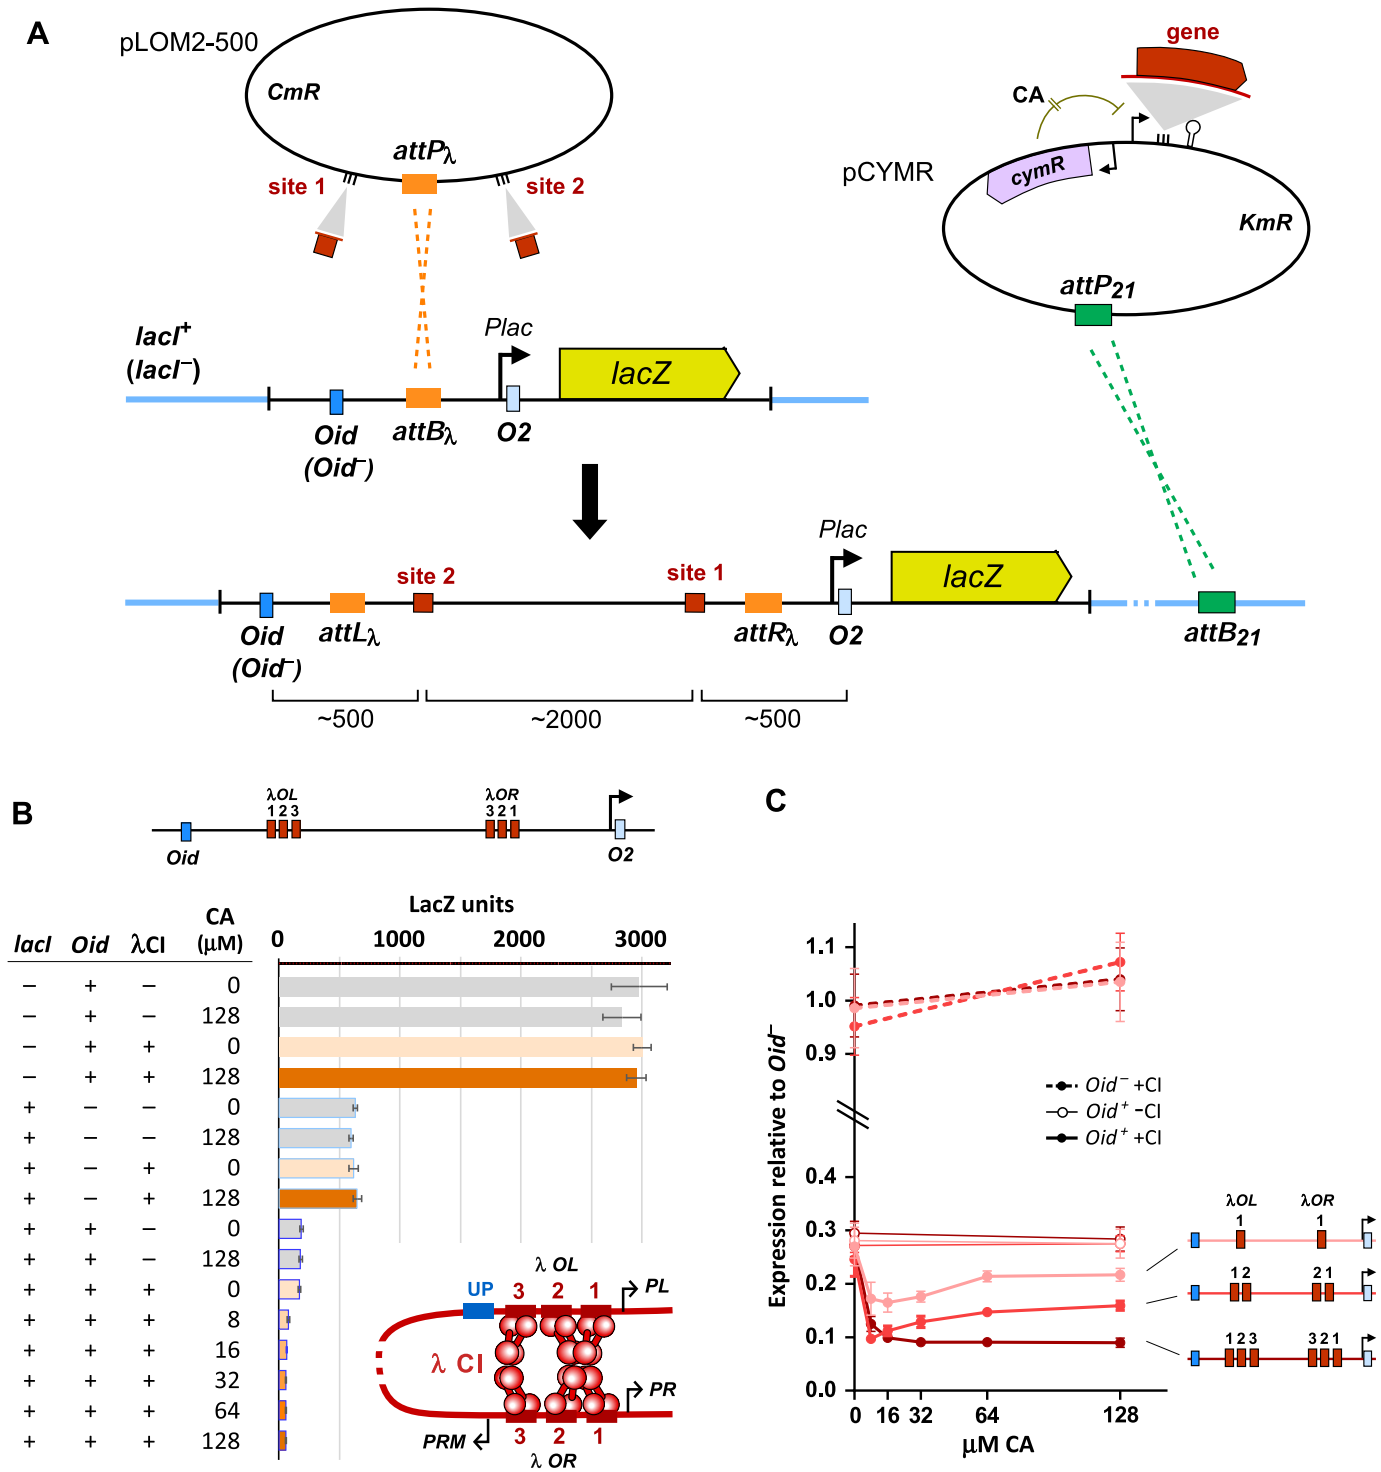 A
pLOM2-500
CmR
attPλ
site 1
site 2
gene
CA
pCYMR
cymR
KmR
attP21
lacI+
(lacI–)
Plac
lacZ
Oid
(Oid–)
attBλ
O2
Plac
lacZ
site 2
site 1
Oid
(Oid–)
attLλ
attRλ
O2
attB21
~500
~2000
~500
B
λOL
1 2 3
λOR
3 2 1
Oid
O2
LacZ units
lacI Oid λCI CA (μM)
0 1000 2000 3000
– + – 0
– + – 128
– + + 0
– + + 128
+ – – 0
+ – – 128
+ – + 0
+ – + 128
+ + – 0
+ + – 128
+ + + 0
+ + + 8
+ + + 16
+ + + 32
+ + + 64
+ + + 128
λ OL
UP 3 2 1 PL
λ CI
PR
PRM 3 2 1
λ OR
C
Expression relative to Oid–
1.1
1.0
0.9
0.4
0.3
0.2
0.1
0.0
0 16 32 64 128
μM CA
Oid– +CI
Oid+ –CI
Oid+ +CI
λOL λOR
1 1
1 2 2 1
1 2 3 3 2 1